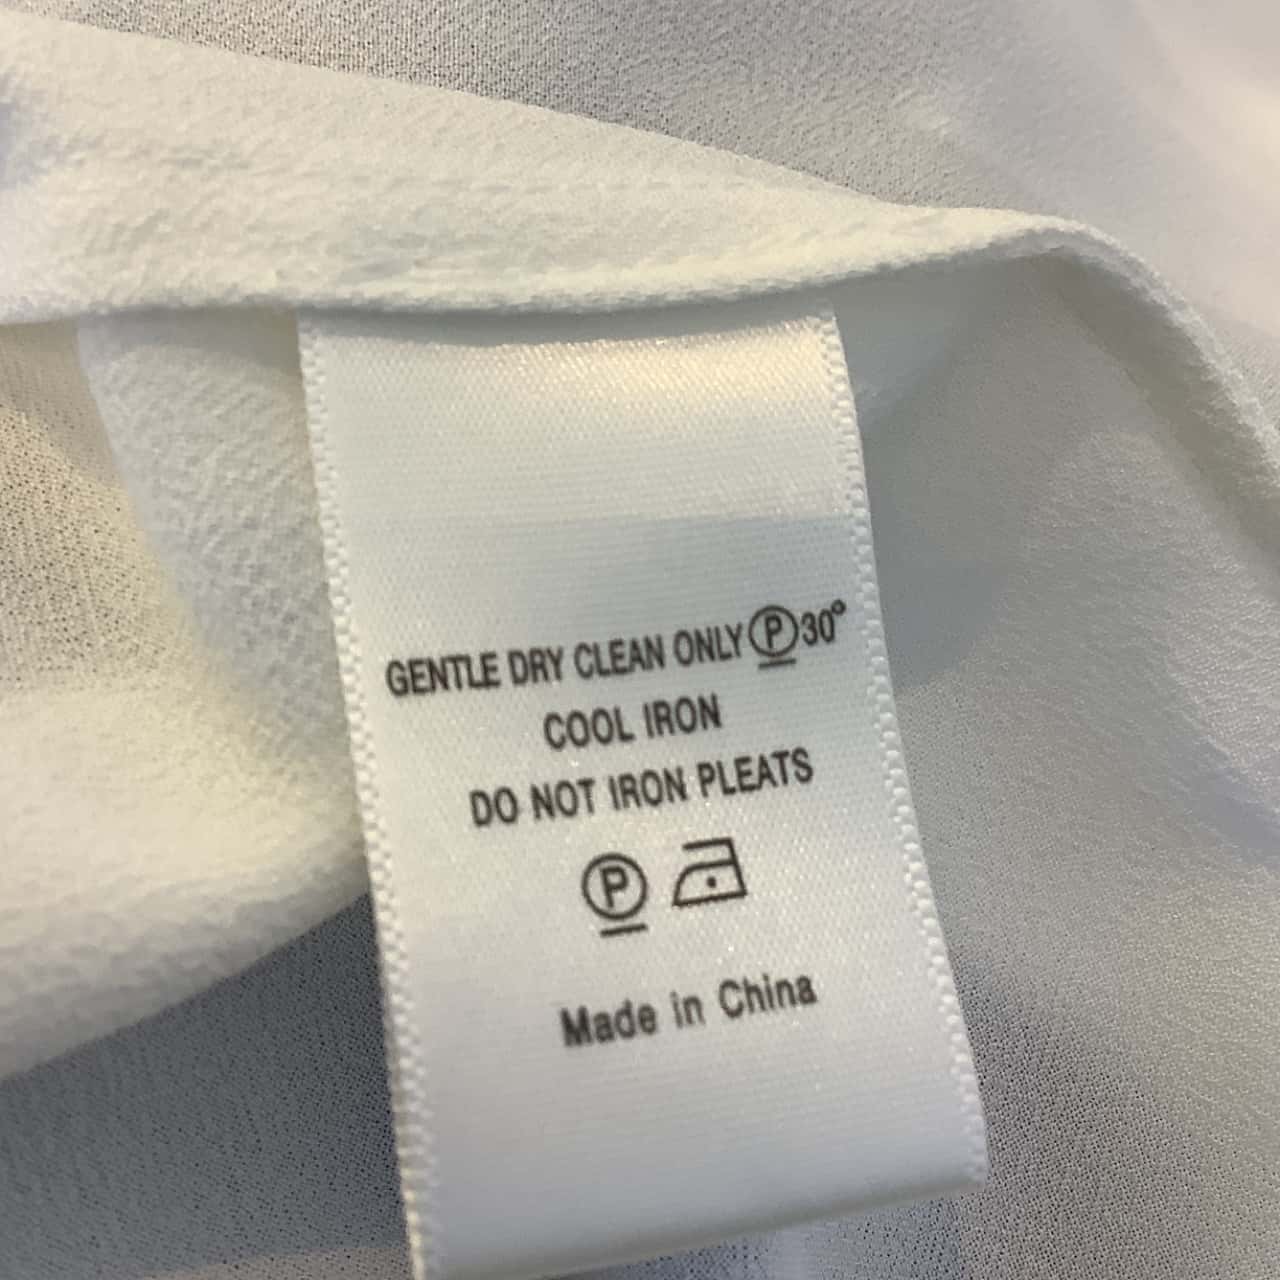 GENTLE DRY CLEAN ONLY Ⓟ 30°
COOL IRON
DO NOT IRON PLEATS
Ⓟ
Made in China